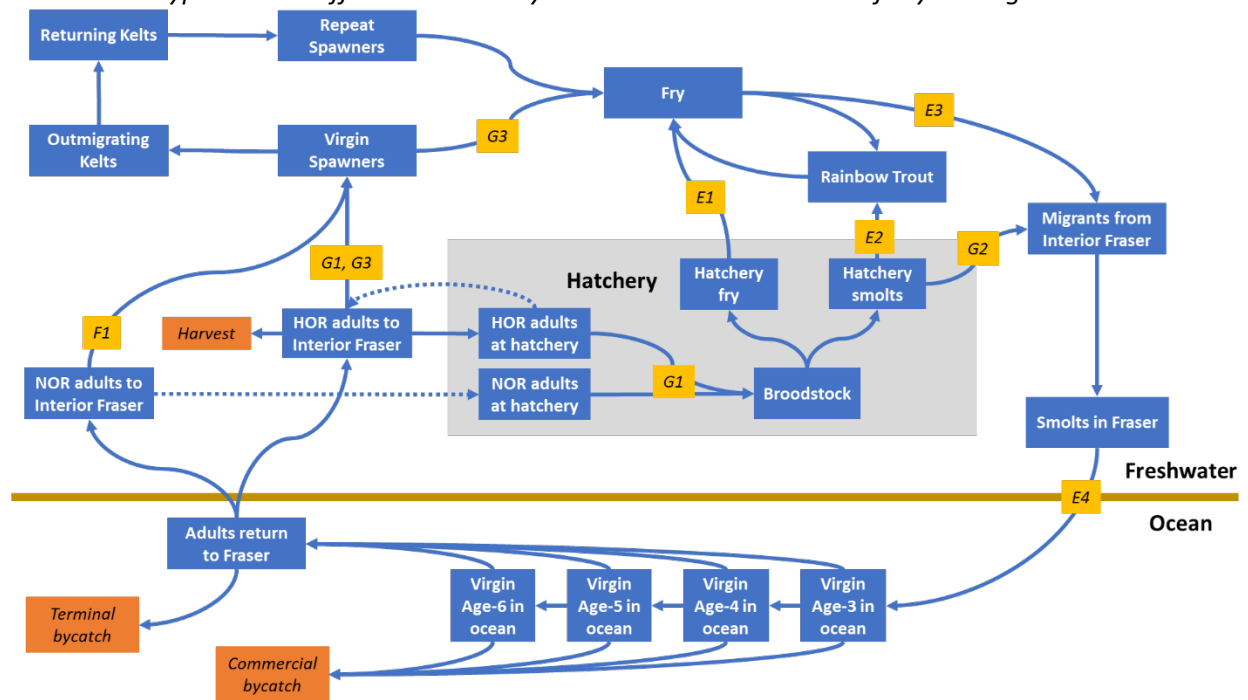 Returning Kelts
Repeat
Spawners
Fry
E3
Outmigrating
Kelts
Virgin
Spawners
G3
Rainbow Trout
E1
Migrants from
Interior Fraser
E2
G2
G1, G3
Hatchery
Hatchery
fry
Hatchery
smolts
F1
Harvest
HOR adults to
Interior Fraser
HOR adults
at hatchery
NOR adults to
Interior Fraser
NOR adults
at hatchery
G1
Broodstock
Smolts in Fraser
Freshwater
E4
Ocean
Adults return
to Fraser
Virgin
Age-6 in
ocean
Virgin
Age-5 in
ocean
Virgin
Age-4 in
ocean
Virgin
Age-3 in
ocean
Terminal
bycatch
Commercial
bycatch